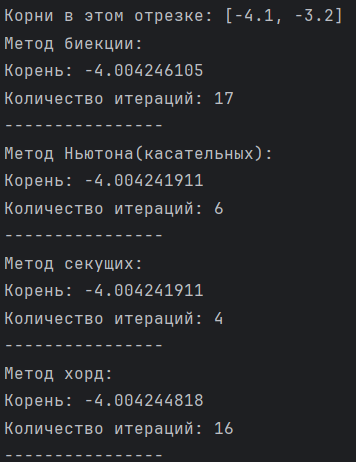 Корни в этом отрезке: [-4.1, -3.2]
Метод биекции:
Корень: -4.004246105
Количество итераций: 17
----------------
Метод Ньютона(касательных):
Корень: -4.004241911
Количество итераций: 6
----------------
Метод секущих:
Корень: -4.004241911
Количество итераций: 4
----------------
Метод хорд:
Корень: -4.004244818
Количество итераций: 16
----------------